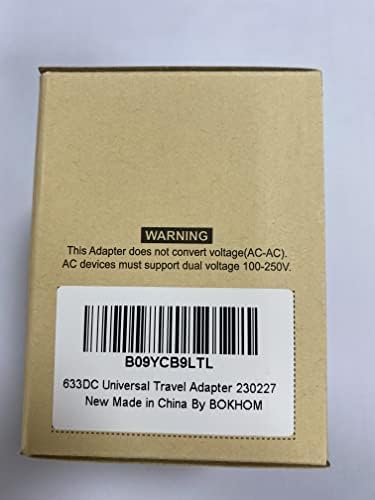 WARNING
This Adapter does not convert voltage(AC-AC).
AC devices must support dual voltage 100-250V.
B09YCB9LTL
633DC Universal Travel Adapter 230227
New Made in China By BOKHOM